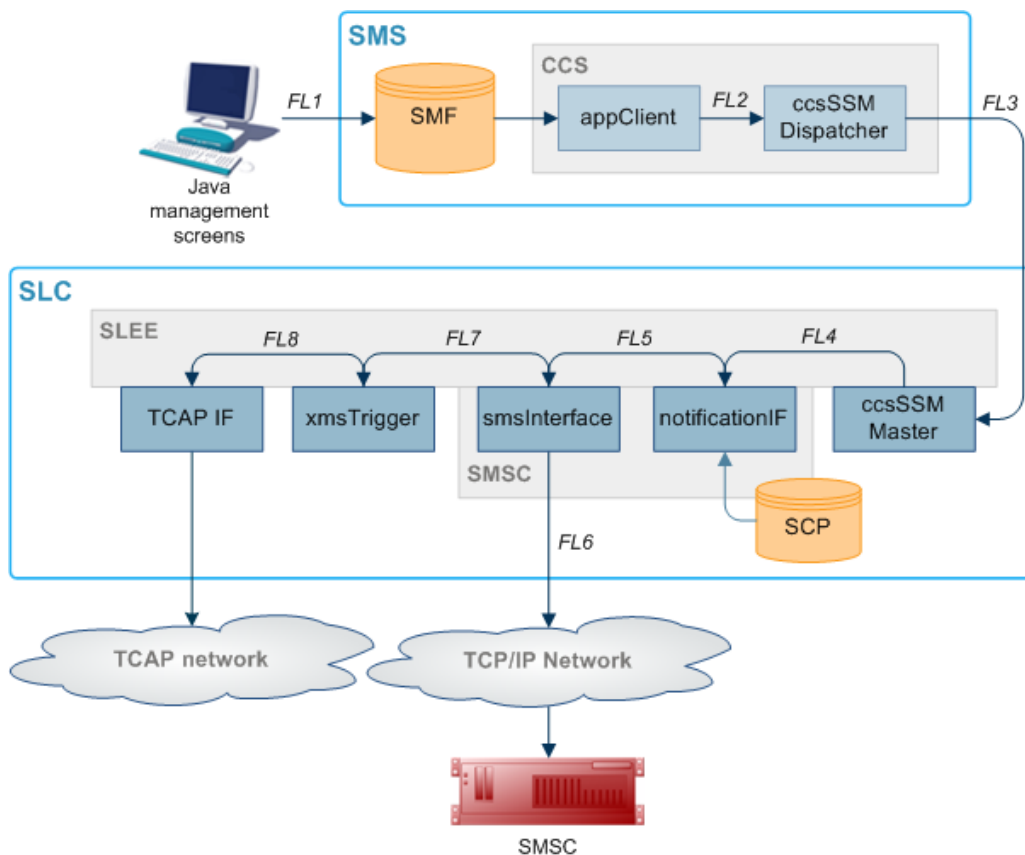 SMS
CCS
FL1
SMF
appClient
FL2
ccsSSM
Dispatcher
FL3
Java
management
screens
SLC
SLEE
FL8
FL7
FL5
FL4
TCAP IF
xmsTrigger
smsInterface
notificationIF
ccsSSM
Master
SMSC
SCP
FL6
TCAP network
TCP/IP Network
SMSC